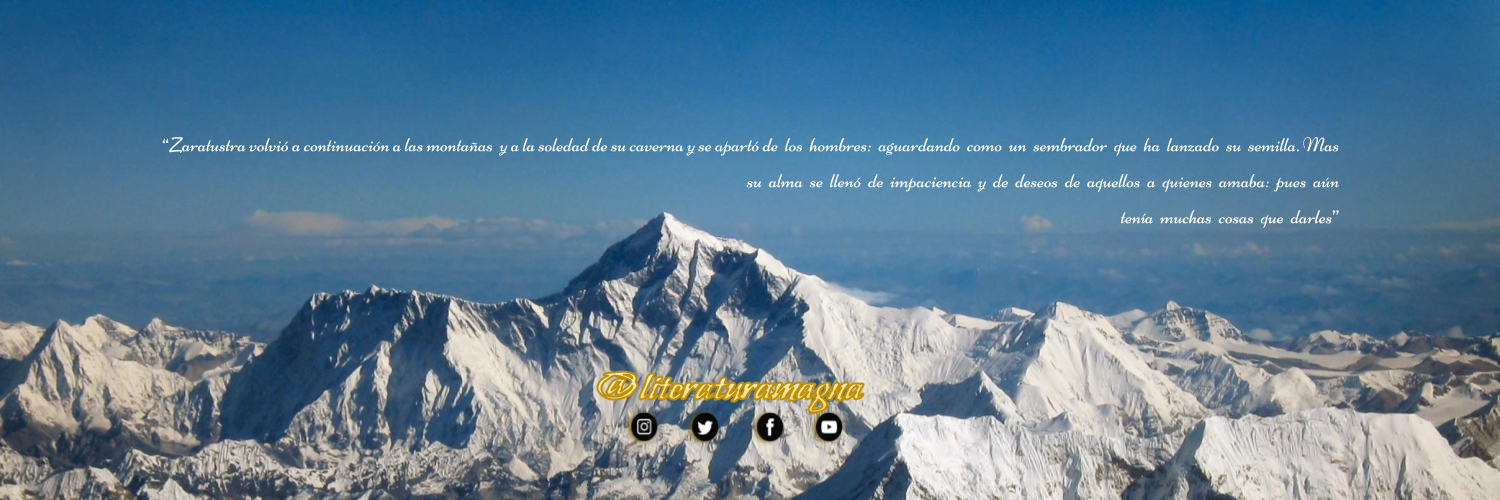 “Zaratustra volvió a continuación a las montañas y a la soledad de su caverna y se apartó de los hombres: aguardando como un sembrador que ha lanzado su semilla. Mas
su alma se llenó de impaciencia y de deseos de aquellos a quienes amaba: pues aún
tenía muchas cosas que darles”
@literaturamagna